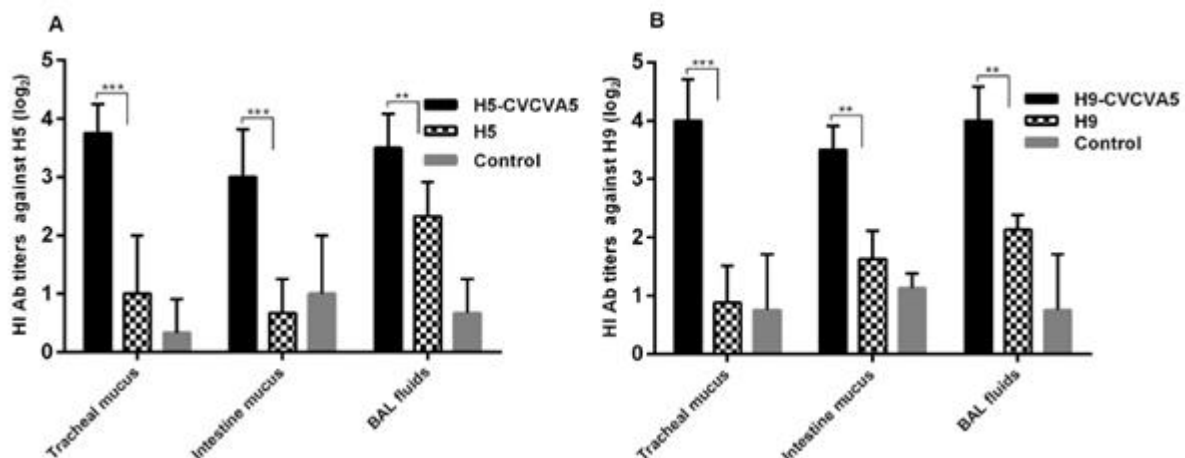 A
HI Ab titers against H5 (log2)
5
4
3
2
1
0
***
***
**
H5-CVCVA5
H5
Control
Tracheal mucus
Intestine mucus
BAL fluids
B
HI Ab titers against H9 (log2)
5
4
3
2
1
0
***
**
**
H9-CVCVA5
H9
Control
Tracheal mucus
Intestine mucus
BAL fluids